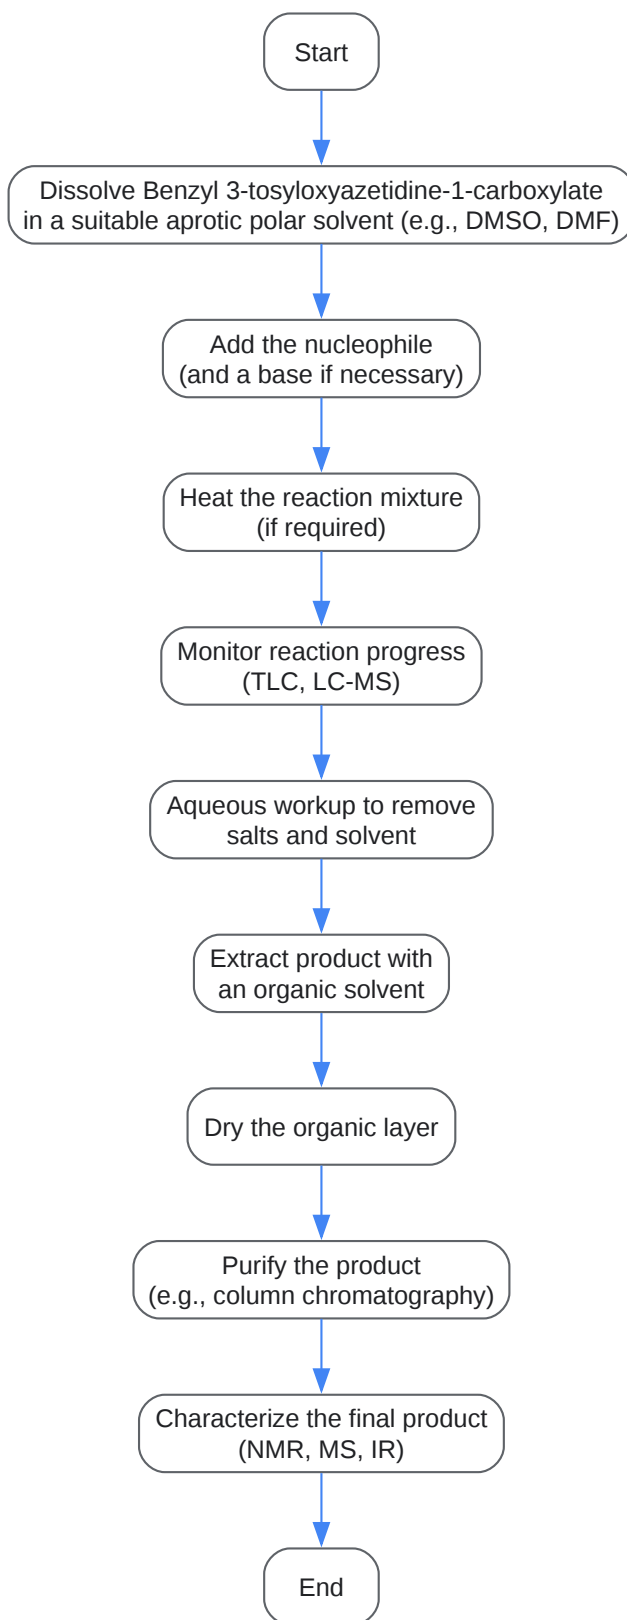 Start
Dissolve Benzyl 3-tosyloxyazetidine-1-carboxylate
in a suitable aprotic polar solvent (e.g., DMSO, DMF)
Add the nucleophile
(and a base if necessary)
Heat the reaction mixture
(if required)
Monitor reaction progress
(TLC, LC-MS)
Aqueous workup to remove
salts and solvent
Extract product with
an organic solvent
Dry the organic layer
Purify the product
(e.g., column chromatography)
Characterize the final product
(NMR, MS, IR)
End